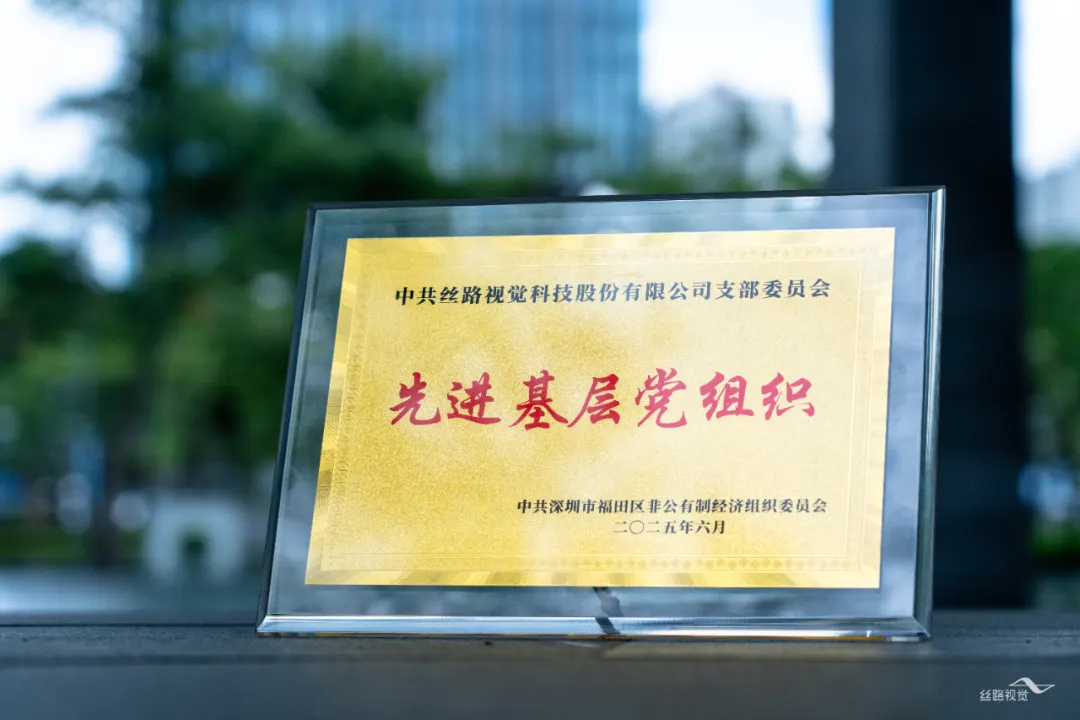 中共丝路视觉科技股份有限公司支部委员会
先进基层党组织
中共深圳市福田区非公有制经济组织委员会
二〇二五年六月
丝路视觉